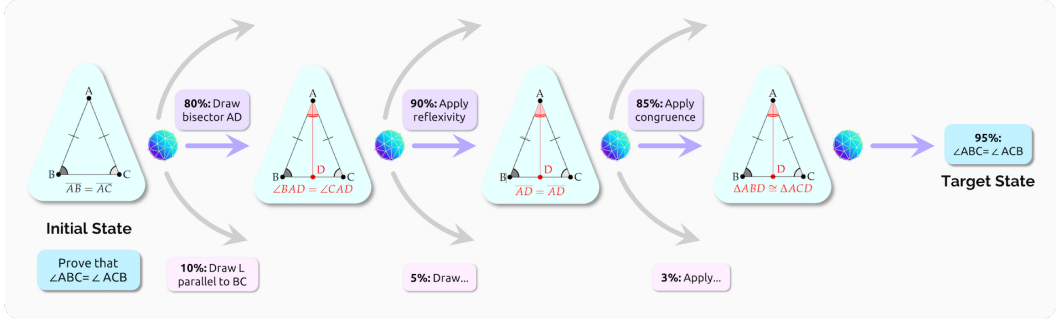 A
B
C
AB = AC
Initial State
Prove that
∠ABC= ∠ ACB
80%: Draw
bisector AD
10%: Draw L
parallel to BC
A
D
B
C
∠BAD = ∠CAD
90%: Apply
reflexivity
5%: Draw...
A
D
B
C
AD = AD
85%: Apply
congruence
3%: Apply...
A
D
B
C
ΔABD ≅ ΔACD
95%:
∠ABC= ∠ ACB
Target State